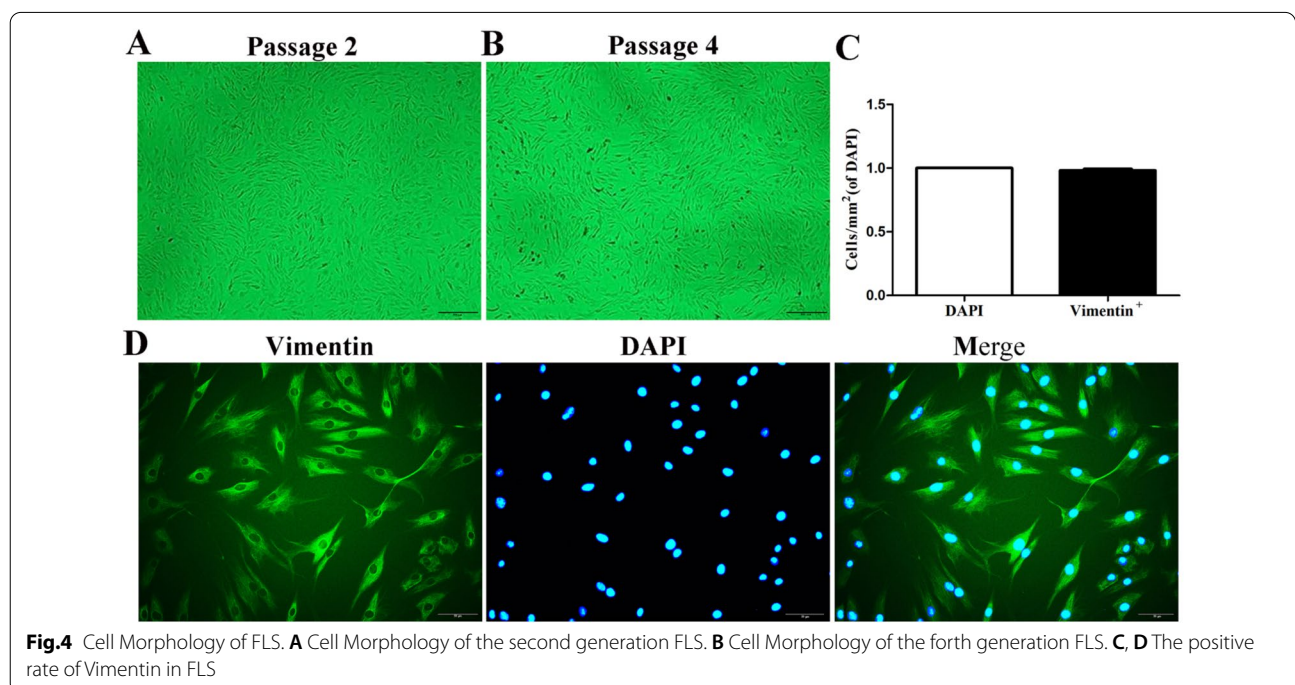 A Passage 2
B Passage 4
C
1.5
1.0
0.5
0.0
Cells/mm²(of DAPI)
DAPI Vimentin⁺
D Vimentin DAPI Merge
Fig.4 Cell Morphology of FLS. A Cell Morphology of the second generation FLS. B Cell Morphology of the forth generation FLS. C, D The positive
rate of Vimentin in FLS